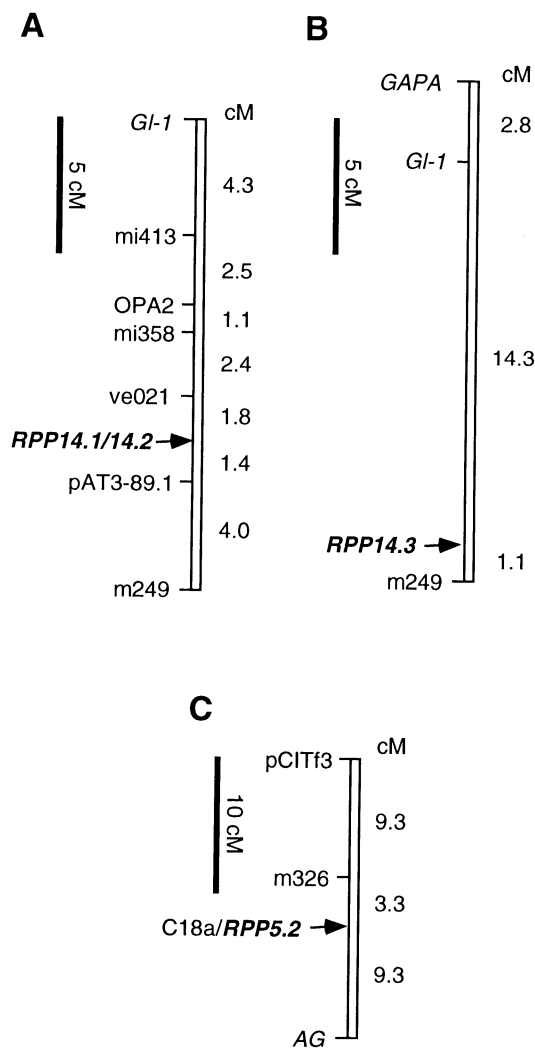 A
cM
Gl-1
4.3
5 cM
mi413
2.5
OPA2
1.1
mi358
2.4
ve021
1.8
RPP14.1/14.2
1.4
pAT3-89.1
4.0
m249
B
cM
GAPA
2.8
Gl-1
5 cM
14.3
RPP14.3
1.1
m249
C
cM
pCITf3
9.3
10 cM
m326
3.3
C18a/RPP5.2
9.3
AG